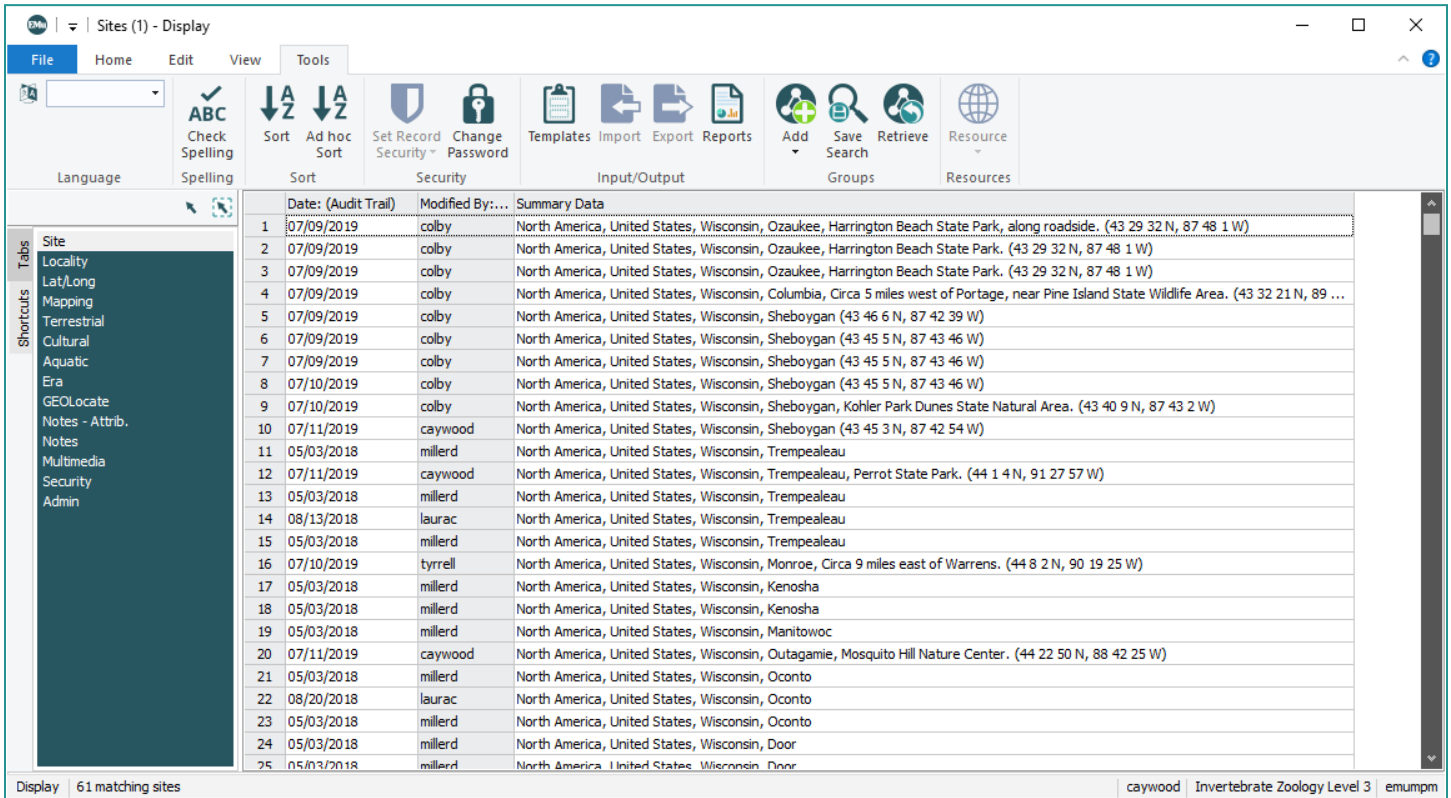 EMu Sites (1) - Display
File Home Edit View Tools
ABC
Check Spelling
A Z Sort
A Z Ad hoc Sort
Set Record Security
Change Password
Templates Import Export Reports
Add
Save Search
Retrieve
Resource
Language Spelling Sort Security Input/Output Groups Resources
Tabs
Shortcuts
Site
Locality
Lat/Long
Mapping
Terrestrial
Cultural
Aquatic
Era
GEOLocate
Notes - Attrib.
Notes
Multimedia
Security
Admin
Date: (Audit Trail) Modified By:... Summary Data
1 07/09/2019 colby North America, United States, Wisconsin, Ozaukee, Harrington Beach State Park, along roadside. (43 29 32 N, 87 48 1 W)
2 07/09/2019 colby North America, United States, Wisconsin, Ozaukee, Harrington Beach State Park. (43 29 32 N, 87 48 1 W)
3 07/09/2019 colby North America, United States, Wisconsin, Ozaukee, Harrington Beach State Park. (43 29 32 N, 87 48 1 W)
4 07/09/2019 colby North America, United States, Wisconsin, Columbia, Circa 5 miles west of Portage, near Pine Island State Wildlife Area. (43 32 21 N, 89 ...
5 07/09/2019 colby North America, United States, Wisconsin, Sheboygan (43 46 6 N, 87 42 39 W)
6 07/09/2019 colby North America, United States, Wisconsin, Sheboygan (43 45 5 N, 87 43 46 W)
7 07/09/2019 colby North America, United States, Wisconsin, Sheboygan (43 45 5 N, 87 43 46 W)
8 07/10/2019 colby North America, United States, Wisconsin, Sheboygan (43 45 5 N, 87 43 46 W)
9 07/10/2019 colby North America, United States, Wisconsin, Sheboygan, Kohler Park Dunes State Natural Area. (43 40 9 N, 87 43 2 W)
10 07/11/2019 caywood North America, United States, Wisconsin, Sheboygan (43 45 3 N, 87 42 54 W)
11 05/03/2018 millerd North America, United States, Wisconsin, Trempealeau
12 07/11/2019 caywood North America, United States, Wisconsin, Trempealeau, Perrot State Park. (44 1 4 N, 91 27 57 W)
13 05/03/2018 millerd North America, United States, Wisconsin, Trempealeau
14 08/13/2018 laurac North America, United States, Wisconsin, Trempealeau
15 05/03/2018 millerd North America, United States, Wisconsin, Trempealeau
16 07/10/2019 tyrrell North America, United States, Wisconsin, Monroe, Circa 9 miles east of Warrens. (44 8 2 N, 90 19 25 W)
17 05/03/2018 millerd North America, United States, Wisconsin, Kenosha
18 05/03/2018 millerd North America, United States, Wisconsin, Kenosha
19 05/03/2018 millerd North America, United States, Wisconsin, Manitowoc
20 07/11/2019 caywood North America, United States, Wisconsin, Outagamie, Mosquito Hill Nature Center. (44 22 50 N, 88 42 25 W)
21 05/03/2018 millerd North America, United States, Wisconsin, Oconto
22 08/20/2018 laurac North America, United States, Wisconsin, Oconto
23 05/03/2018 millerd North America, United States, Wisconsin, Oconto
24 05/03/2018 millerd North America, United States, Wisconsin, Door
25 05/03/2018 millerd North America, United States, Wisconsin, Door
Display 61 matching sites caywood Invertebrate Zoology Level 3 emumpm